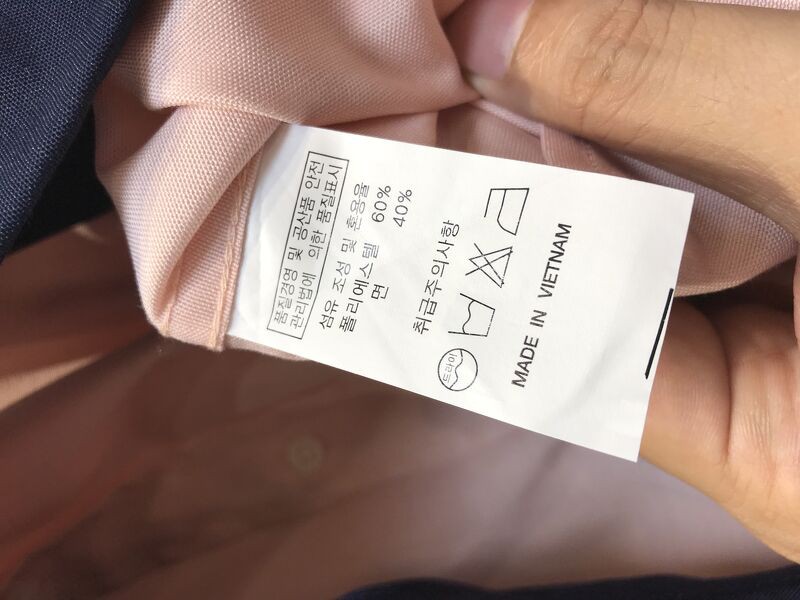 품질경영 및 공산품 안전
관리법에 의한 품질표시
섬유 조성 및 혼용율
폴리에스텔 60%
면 40%
취급주의사항
드라이
MADE IN VIETNAM